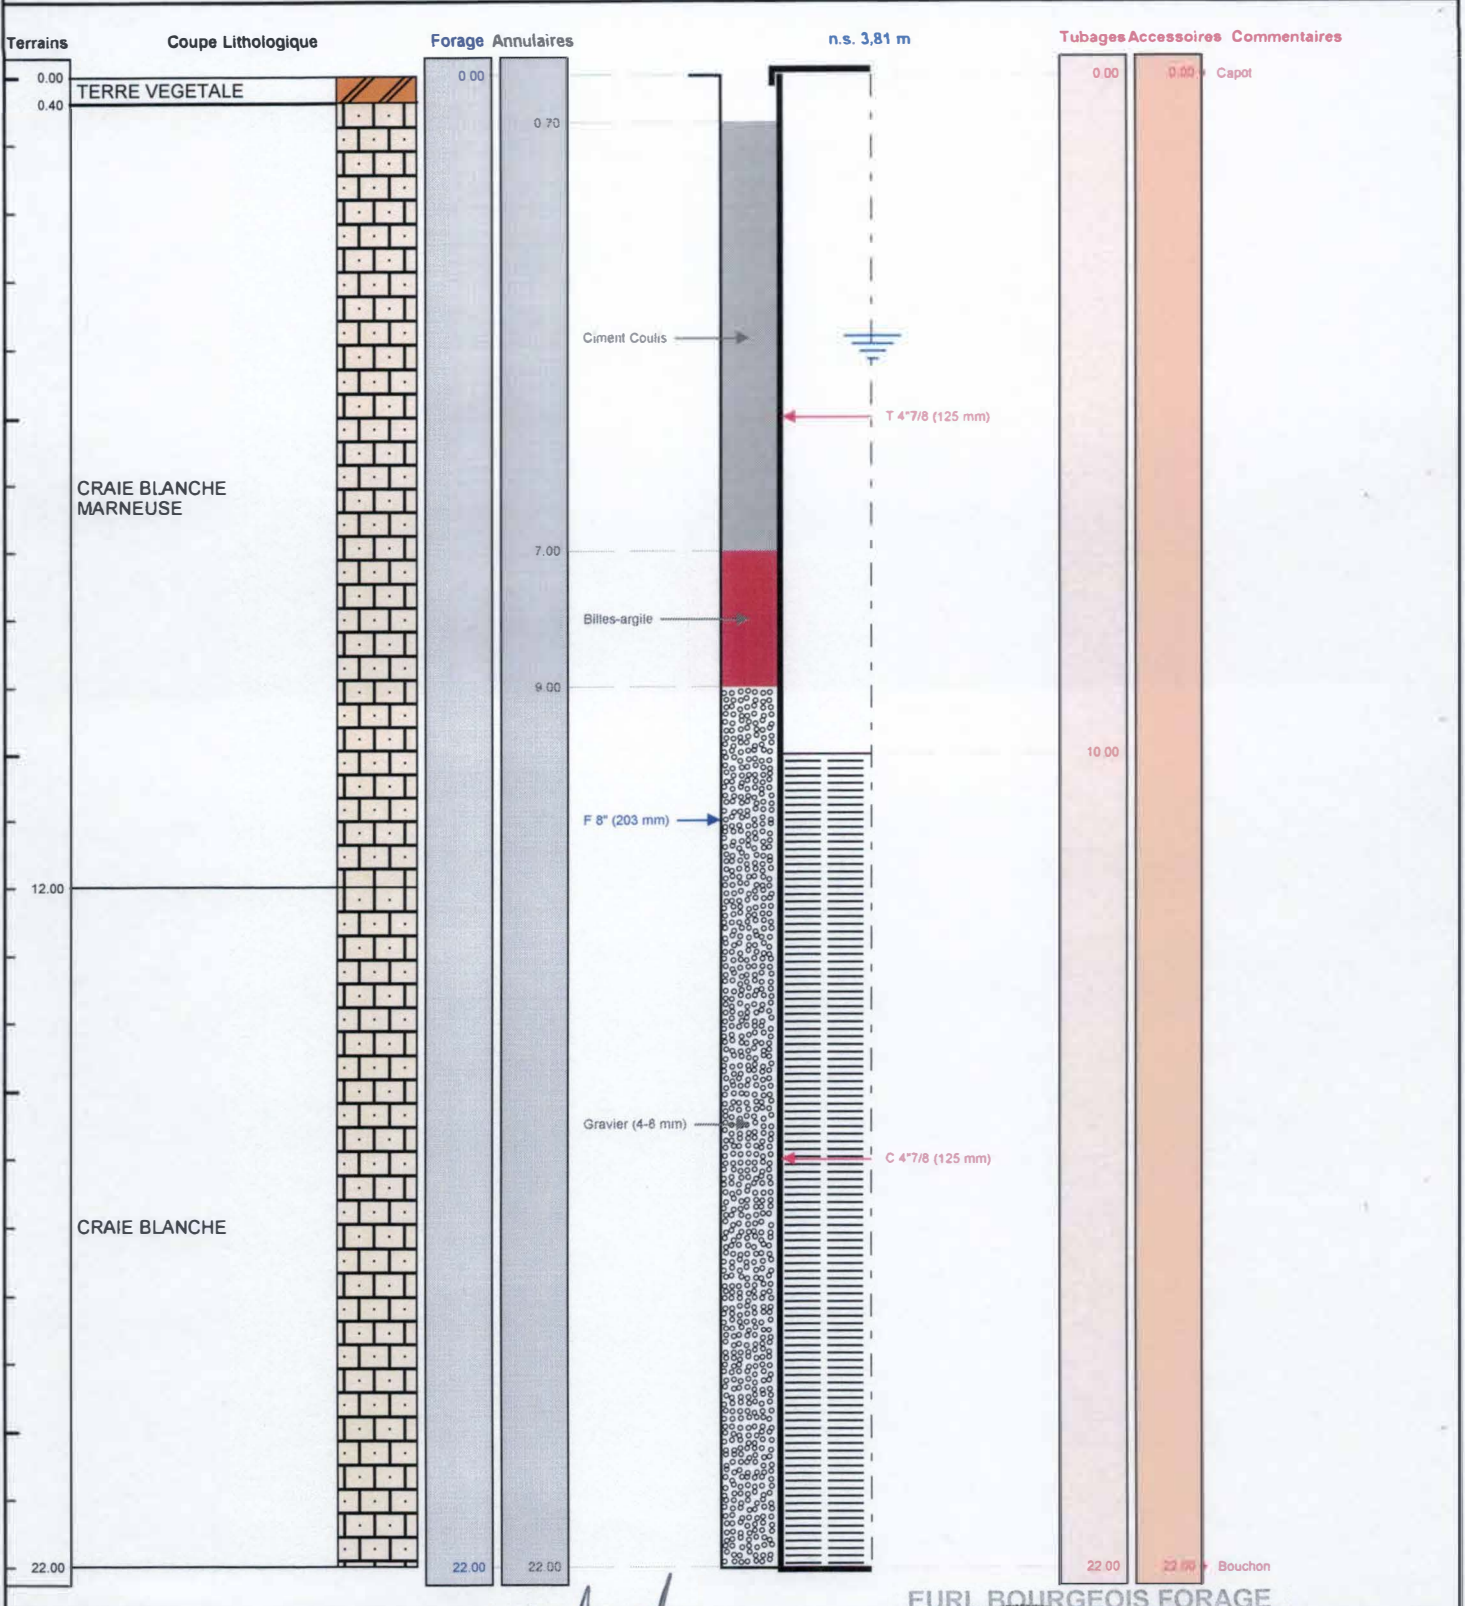 Terrains Coupe Lithologique Forage Annulaires n.s. 3,81 m Tubages Accessoires Commentaires
0.00 0.00 0.00 0.00 Capot
TERRE VEGETALE
0.40
0.70
Ciment Coulis
T 4"7/8 (125 mm)
CRAIE BLANCHE
MARNEUSE
7.00
Billes-argile
9.00
10.00
F 8" (203 mm)
12.00
Gravier (4-8 mm)
C 4"7/8 (125 mm)
CRAIE BLANCHE
22.00 22.00 22.00 22.00 22.00 Bouchon
EURL BOURGEOIS FORAGE